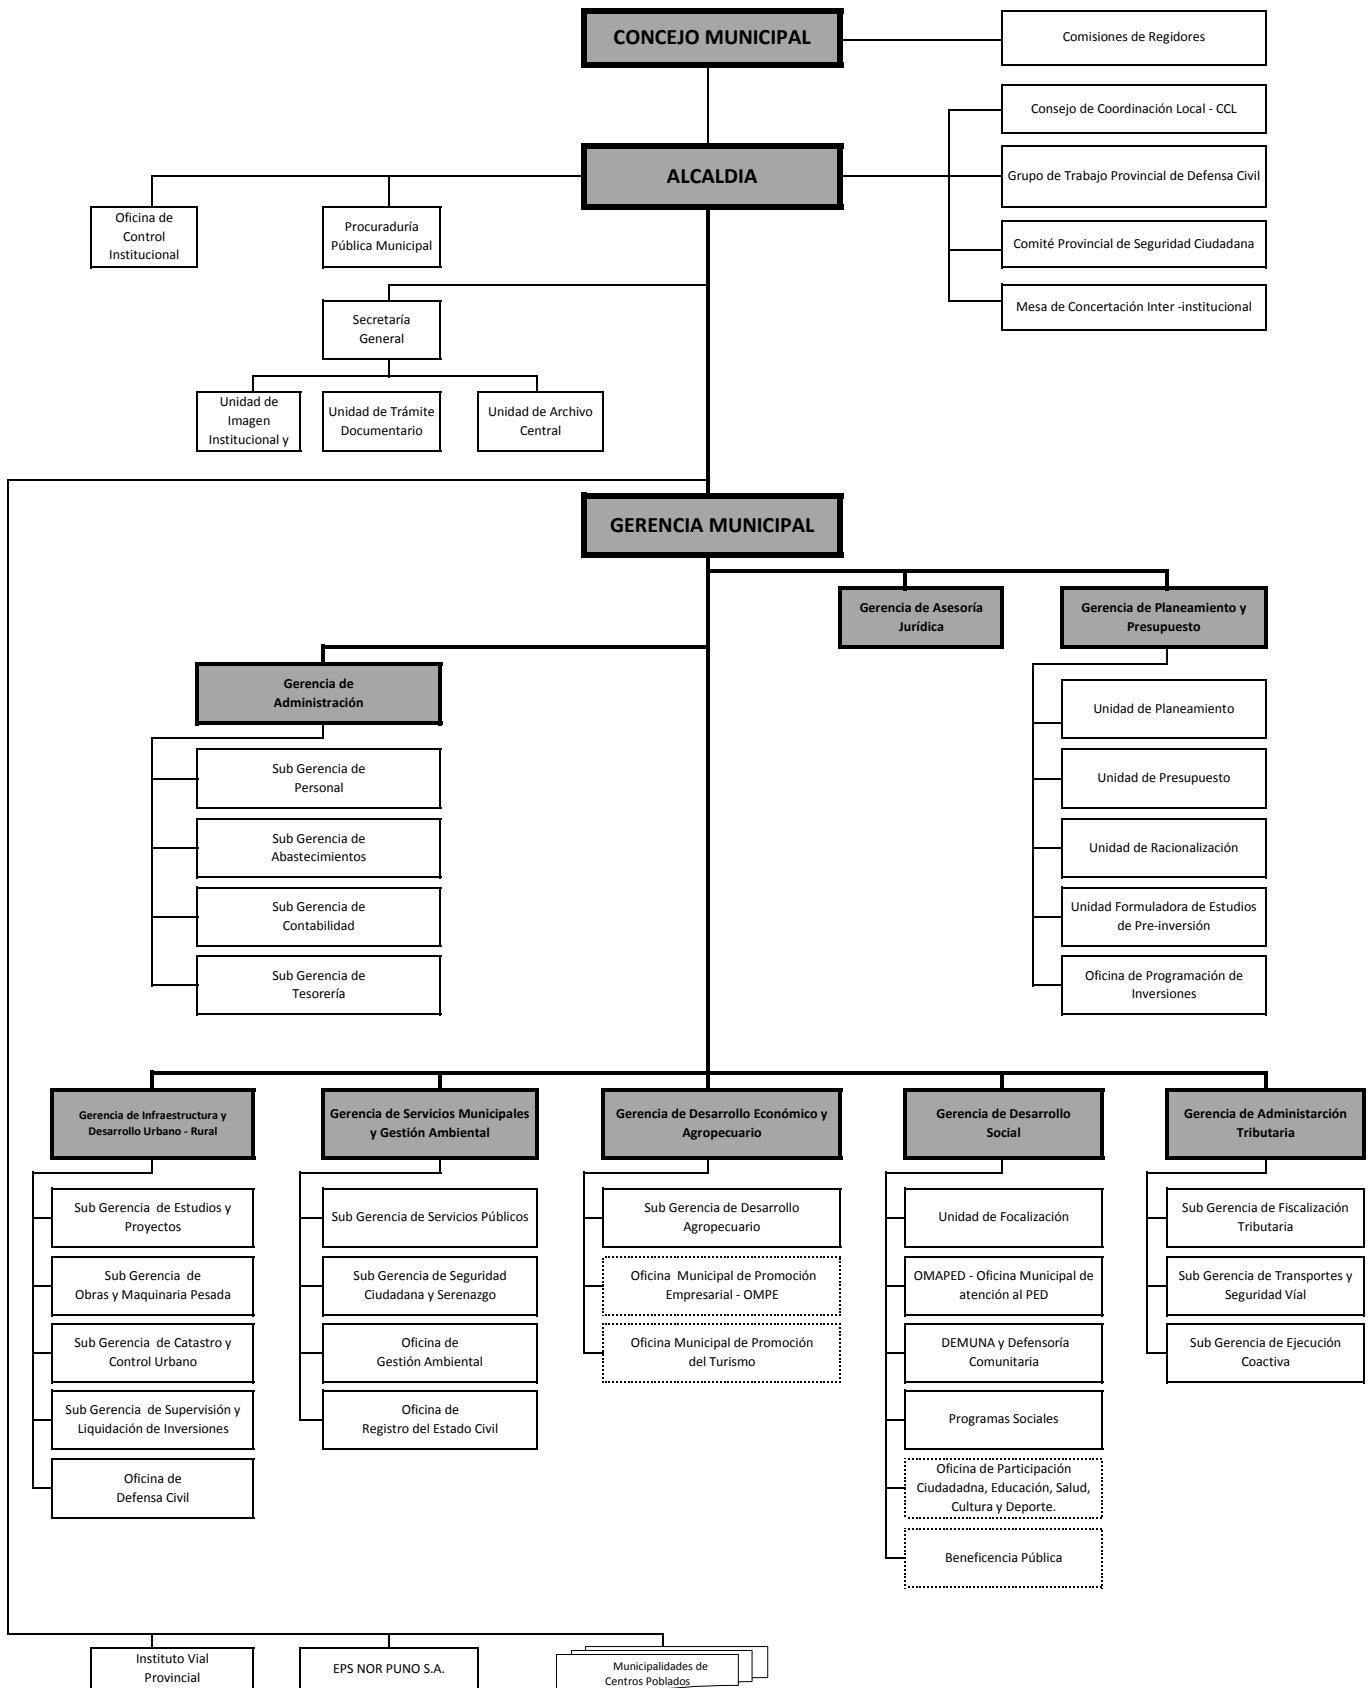 CONCEJO MUNICIPAL
Comisiones de Regidores
Consejo de Coordinación Local - CCL
ALCALDIA
Grupo de Trabajo Provincial de Defensa Civil
Oficina de
Control
Institucional
Procuraduría
Pública Municipal
Comité Provincial de Seguridad Ciudadana
Mesa de Concertación Inter -institucional
Secretaría
General
Unidad de
Imagen
Institucional y
Unidad de Trámite
Documentario
Unidad de Archivo
Central
GERENCIA MUNICIPAL
Gerencia de Asesoría
Jurídica
Gerencia de Planeamiento y
Presupuesto
Gerencia de
Administración
Unidad de Planeamiento
Sub Gerencia de
Personal
Unidad de Presupuesto
Sub Gerencia de
Abastecimientos
Unidad de Racionalización
Sub Gerencia de
Contabilidad
Unidad Formuladora de Estudios
de Pre-inversión
Sub Gerencia de
Tesorería
Oficina de Programación de
Inversiones
Gerencia de Infraestructura y
Desarrollo Urbano - Rural
Gerencia de Servicios Municipales
y Gestión Ambiental
Gerencia de Desarrollo Económico y
Agropecuario
Gerencia de Desarrollo
Social
Gerencia de Administarción
Tributaria
Sub Gerencia  de Estudios y
Proyectos
Sub Gerencia de Servicios Públicos
Sub Gerencia de Desarrollo
Agropecuario
Unidad de Focalización
Sub Gerencia de Fiscalización
Tributaria
Sub Gerencia  de
Obras y Maquinaria Pesada
Sub Gerencia de Seguridad
Ciudadana y Serenazgo
Oficina  Municipal de Promoción
Empresarial - OMPE
OMAPED - Oficina Municipal de
atención al PED
Sub Gerencia de Transportes y
Seguridad Víal
Sub Gerencia  de Catastro y
Control Urbano
Oficina de
Gestión Ambiental
Oficina Municipal de Promoción
del Turismo
DEMUNA y Defensoría
Comunitaria
Sub Gerencia de Ejecución
Coactiva
Sub Gerencia  de Supervisión y
Liquidación de Inversiones
Oficina de
Registro del Estado Civil
Programas Sociales
Oficina de
Defensa Civil
Oficina de Participación
Ciudadadna, Educación, Salud,
Cultura y Deporte.
Beneficencia Pública
Instituto Vial
Provincial
EPS NOR PUNO S.A.
Municipalidades de
Centros Poblados